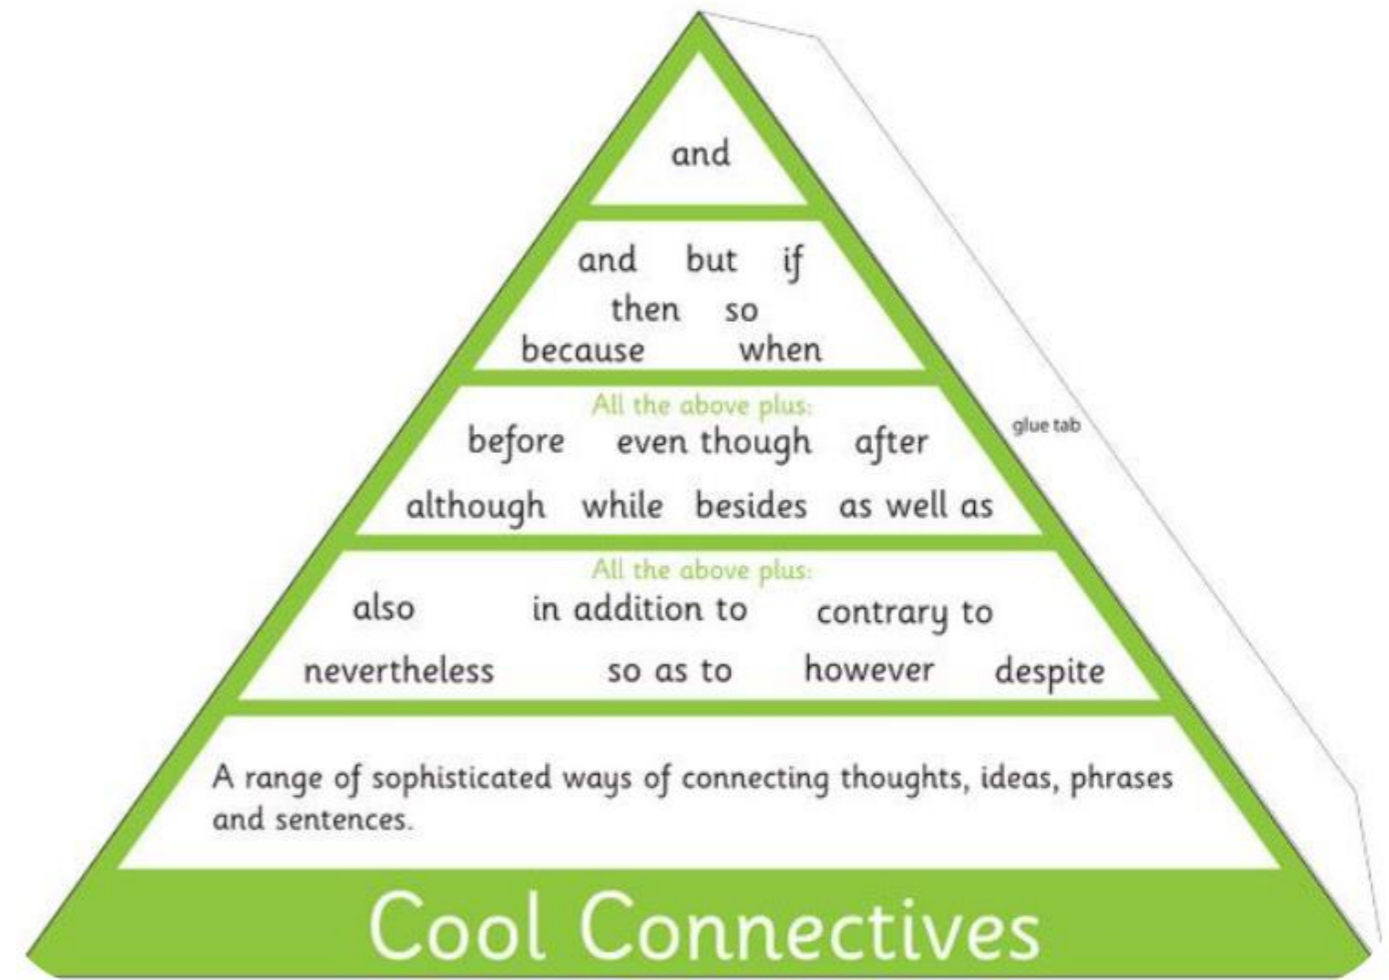 and
and but if
then so
because when
All the above plus:
before even though after
glue tab
although while besides as well as
All the above plus:
also in addition to contrary to
nevertheless so as to however despite
A range of sophisticated ways of connecting thoughts, ideas, phrases
and sentences.
Cool Connectives